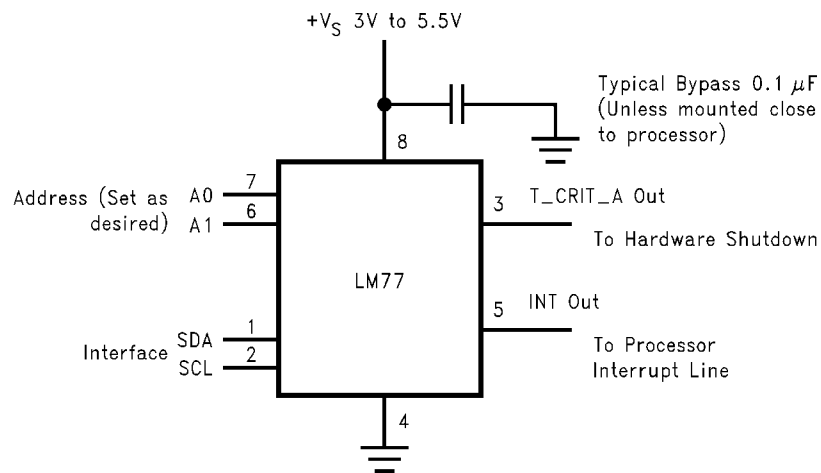 +VS 3V to 5.5V
Typical Bypass 0.1 μF
(Unless mounted close
to processor)
8
Address (Set as
desired)
A0
7
A1
6
3
T_CRIT_A Out
To Hardware Shutdown
LM77
5
INT Out
Interface
SDA
1
SCL
2
To Processor
Interrupt Line
4